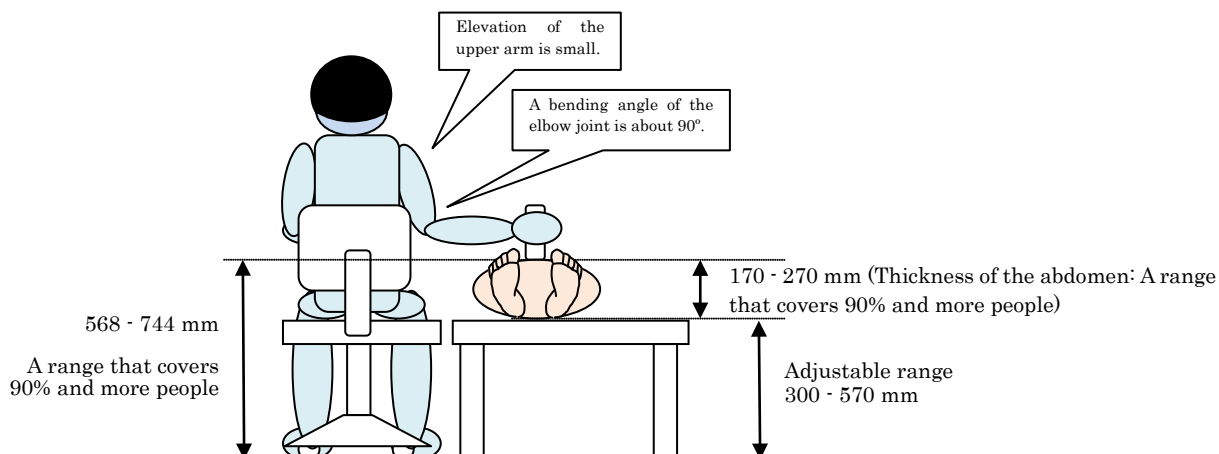 Elevation of the
upper arm is small.
A bending angle of the
elbow joint is about 90º.
170 - 270 mm (Thickness of the abdomen: A range
that covers 90% and more people)
568 - 744 mm
A range that covers
90% and more people
Adjustable range
300 - 570 mm